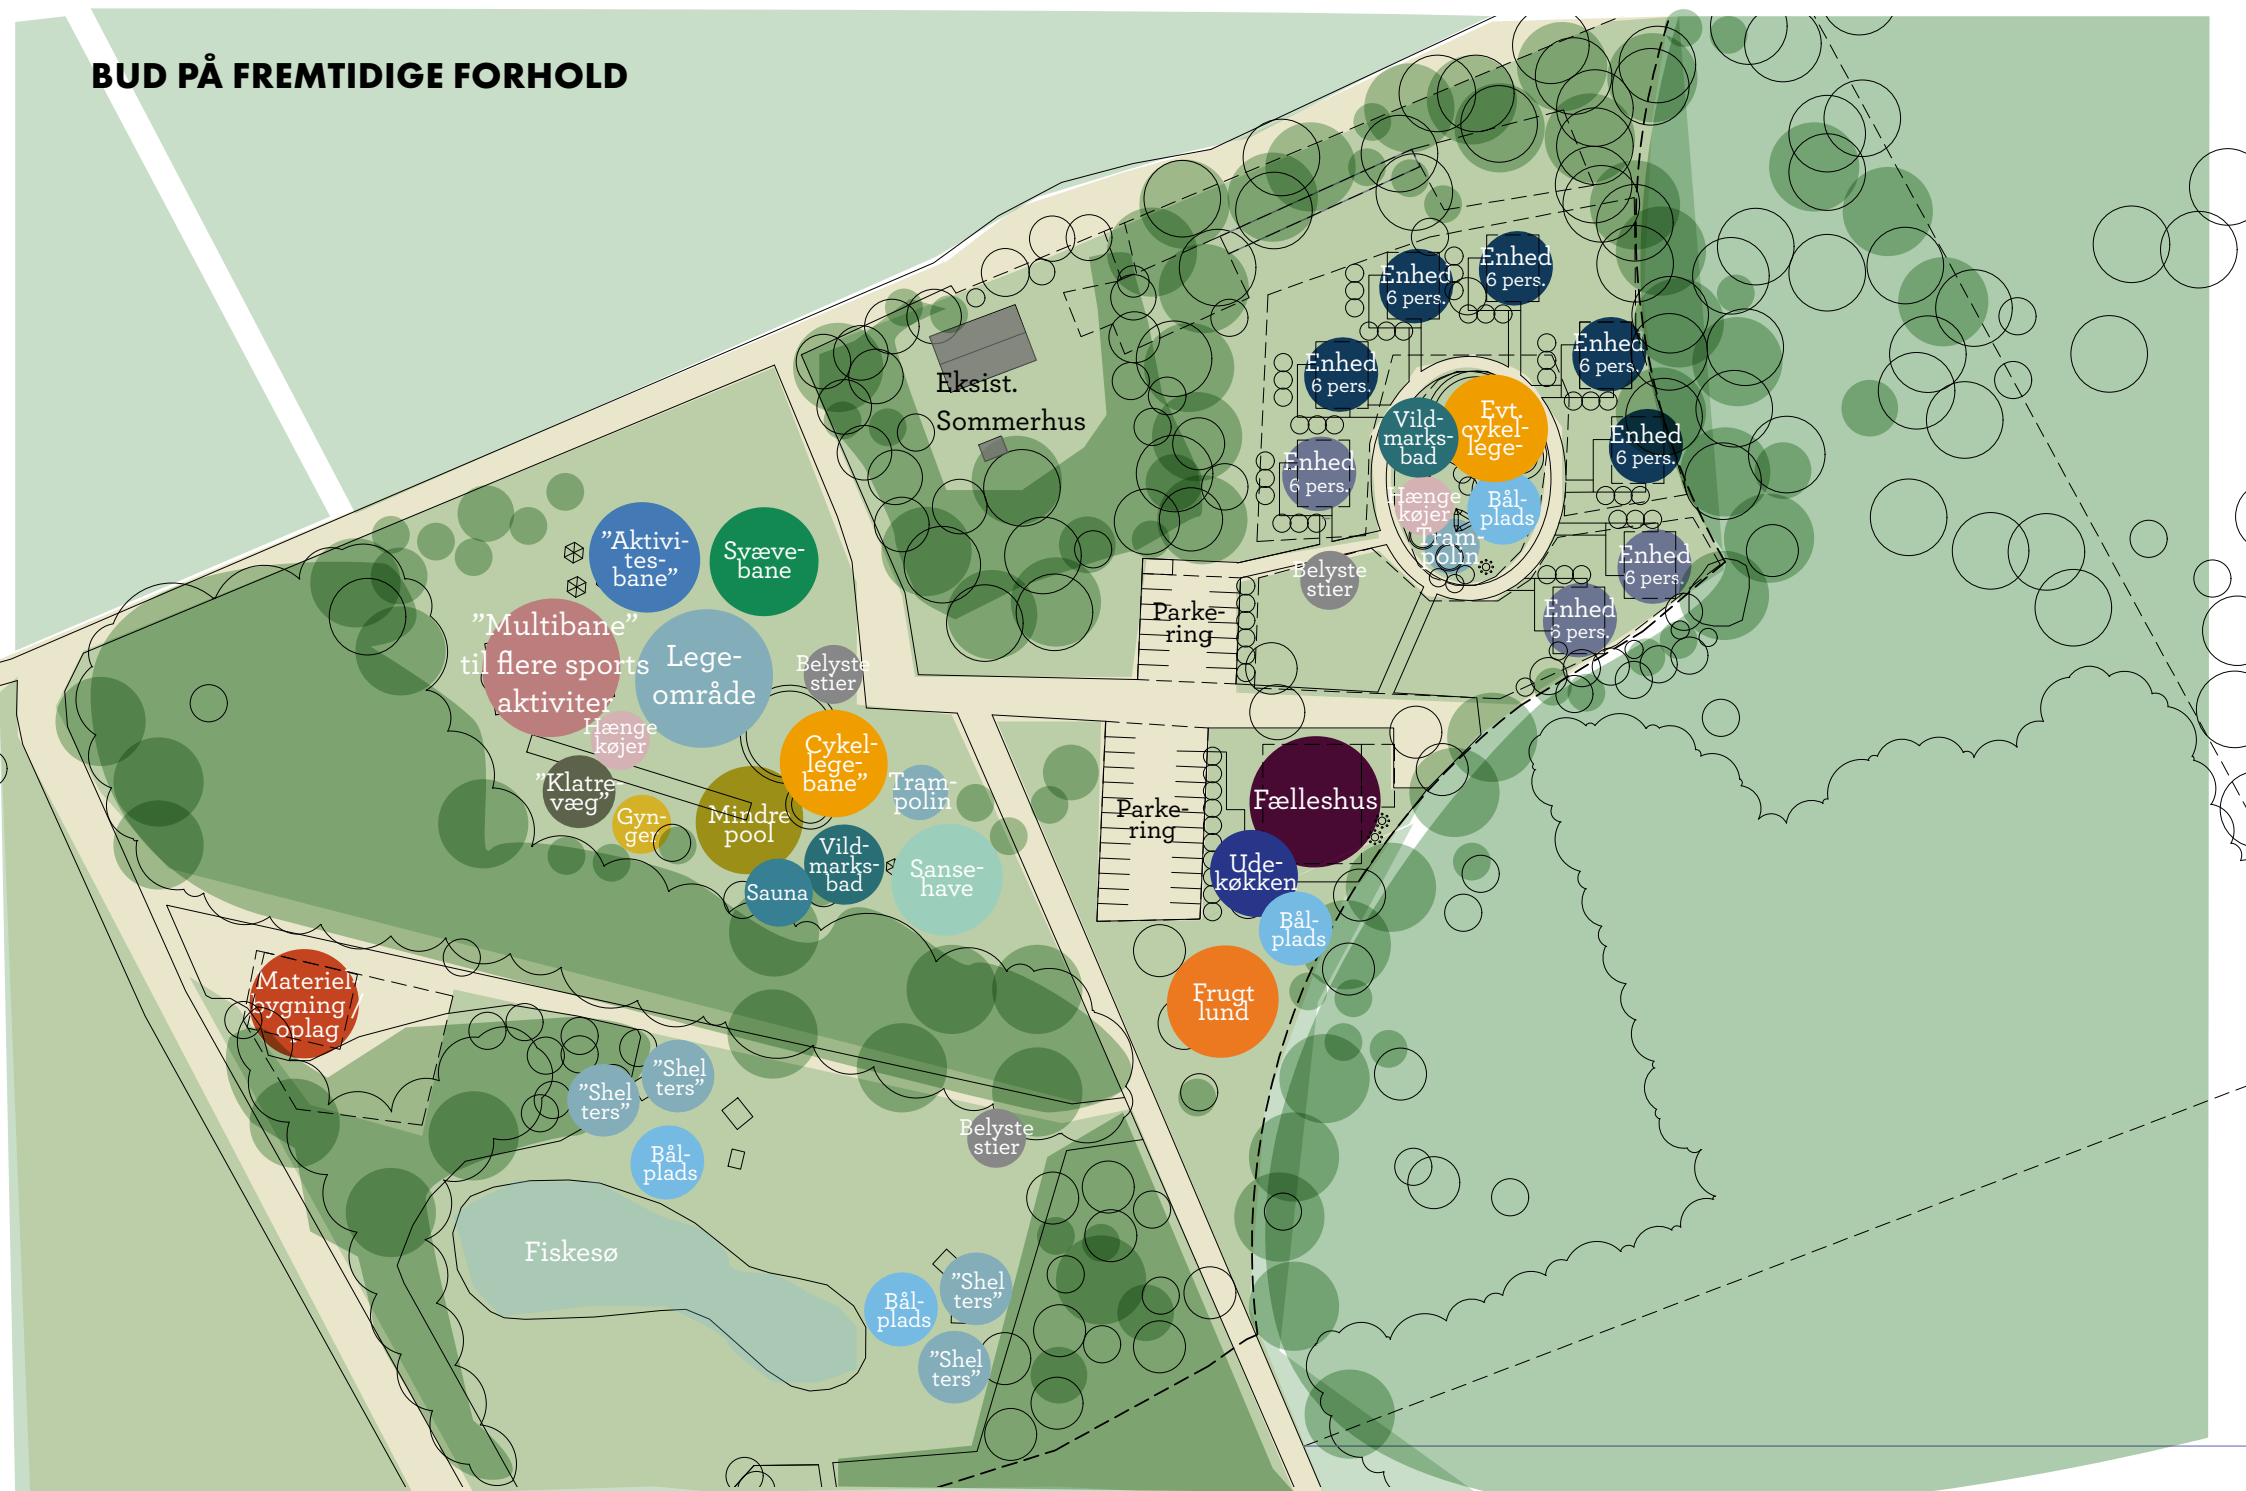 BUD PÅ FREMTIDIGE FORHOLD
Enhed
6 pers.
Enhed
6 pers.
Enhed
6 pers.
Enhed
6 pers.
Enhed
6 pers.
Enhed
6 pers.
Enhed
6 pers.
Enhed
6 pers.
Eksist.
Sommerhus
Vild-
marks-
bad
Evt.
cykel-
lege-
Hænge
køjer
Bål-
plads
Tram-
polin
Belyste
stier
Parke-
ring
"Aktivi-
tes-
bane"
Svæve-
bane
"Multibane"
til flere sports
aktiviter
Lege-
område
Belyste
stier
Hænge
køjer
Cykel-
lege-
bane"
"Klatre-
væg"
Gyn-
ger
Mindre
pool
Tram-
polin
Vild-
marks-
bad
Sauna
Sanse-
have
Parke-
ring
Fælleshus
Ude-
køkken
Bål-
plads
Frugt
lund
Materiel
bygning /
oplag
"Shel
ters"
"Shel
ters"
Bål-
plads
Belyste
stier
Fiskesø
Bål-
plads
"Shel
ters"
"Shel
ters"